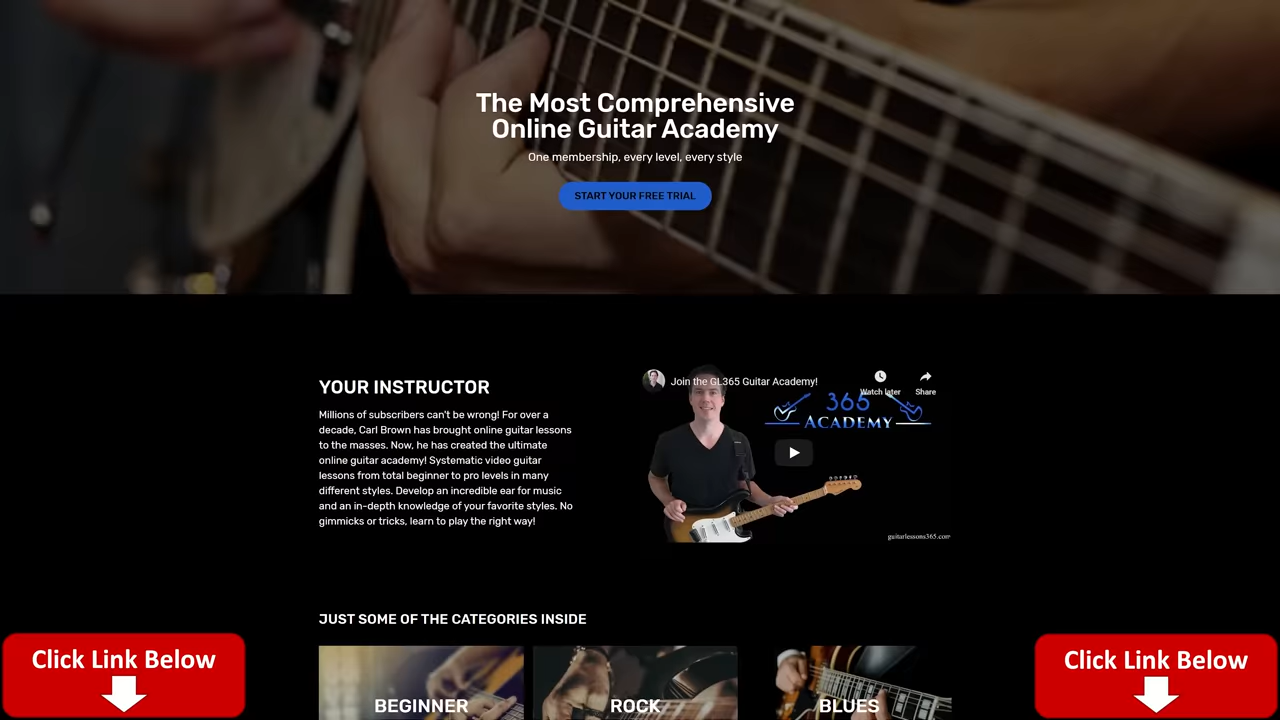 The Most Comprehensive
Online Guitar Academy
One membership, every level, every style
START YOUR FREE TRIAL
YOUR INSTRUCTOR
Millions of subscribers can't be wrong! For over a
decade, Carl Brown has brought online guitar lessons
to the masses. Now, he has created the ultimate
online guitar academy! Systematic video guitar
lessons from total beginner to pro levels in many
different styles. Develop an incredible ear for music
and an in-depth knowledge of your favorite styles. No
gimmicks or tricks, learn to play the right way!
Join the GL365 Guitar Academy!
Watch later
Share
365
ACADEMY
guitarlessons365.com
JUST SOME OF THE CATEGORIES INSIDE
BEGINNER
ROCK
BLUES
Click Link Below
Click Link Below